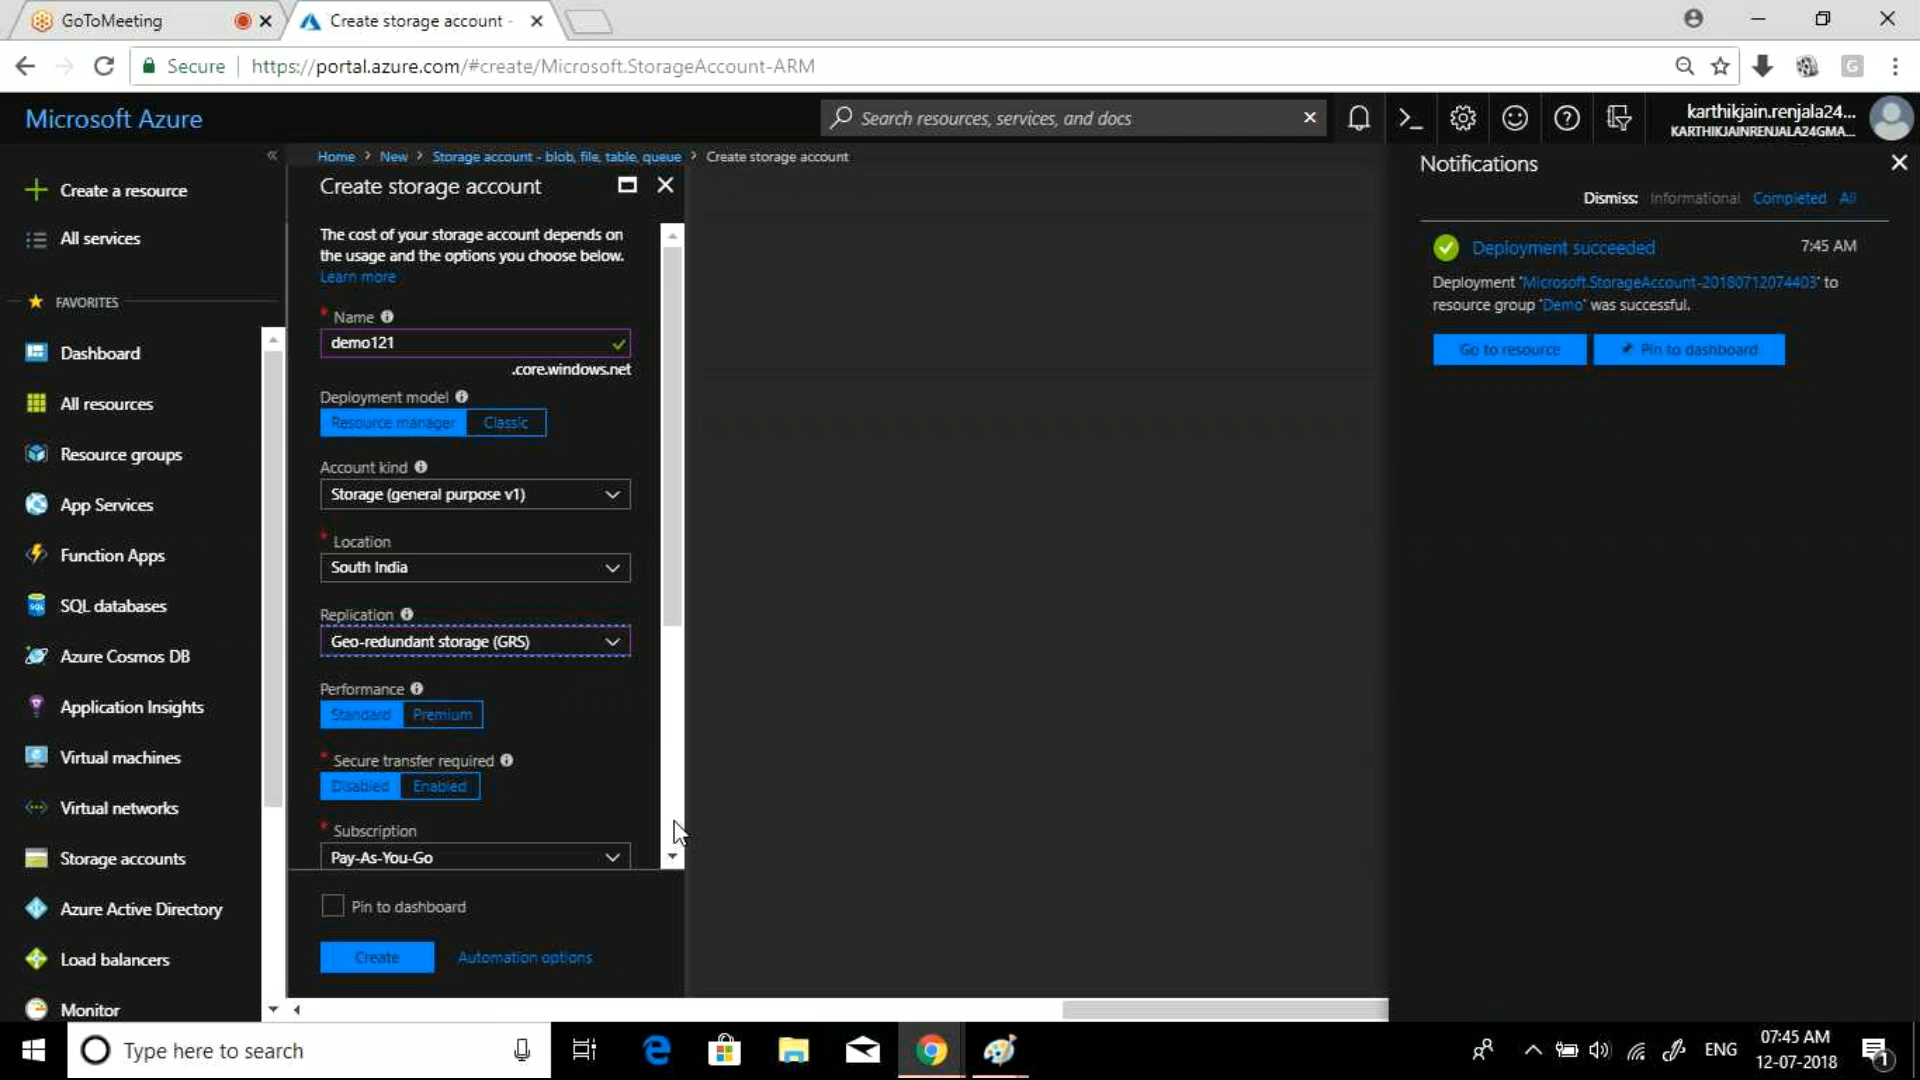 GoToMeeting
Create storage account -
Secure
https://portal.azure.com/#create/Microsoft.StorageAccount-ARM
G
Microsoft Azure
Search resources, services, and docs
karthikjain.renjala24...
KARTHIKJAINRENJALA24GMA...
Home > New > Storage account - blob, file, table, queue > Create storage account
Create a resource
All services
FAVORITES
Dashboard
All resources
Resource groups
App Services
Function Apps
SQL databases
Azure Cosmos DB
Application Insights
Virtual machines
Virtual networks
Storage accounts
Azure Active Directory
Load balancers
Monitor
Create storage account
The cost of your storage account depends on
the usage and the options you choose below.
Learn more
* Name
demo121
.core.windows.net
Deployment model
Resource manager Classic
Account kind
Storage (general purpose v1)
* Location
South India
Replication
Geo-redundant storage (GRS)
Performance
Standard Premium
* Secure transfer required
Disabled Enabled
* Subscription
Pay-As-You-Go
Pin to dashboard
Create Automation options
Notifications
Dismiss: Informational Completed All
Deployment succeeded 7:45 AM
Deployment 'Microsoft.StorageAccount-20180712074403' to
resource group 'Demo' was successful.
Go to resource Pin to dashboard
Type here to search
ENG
07:45 AM
12-07-2018
1